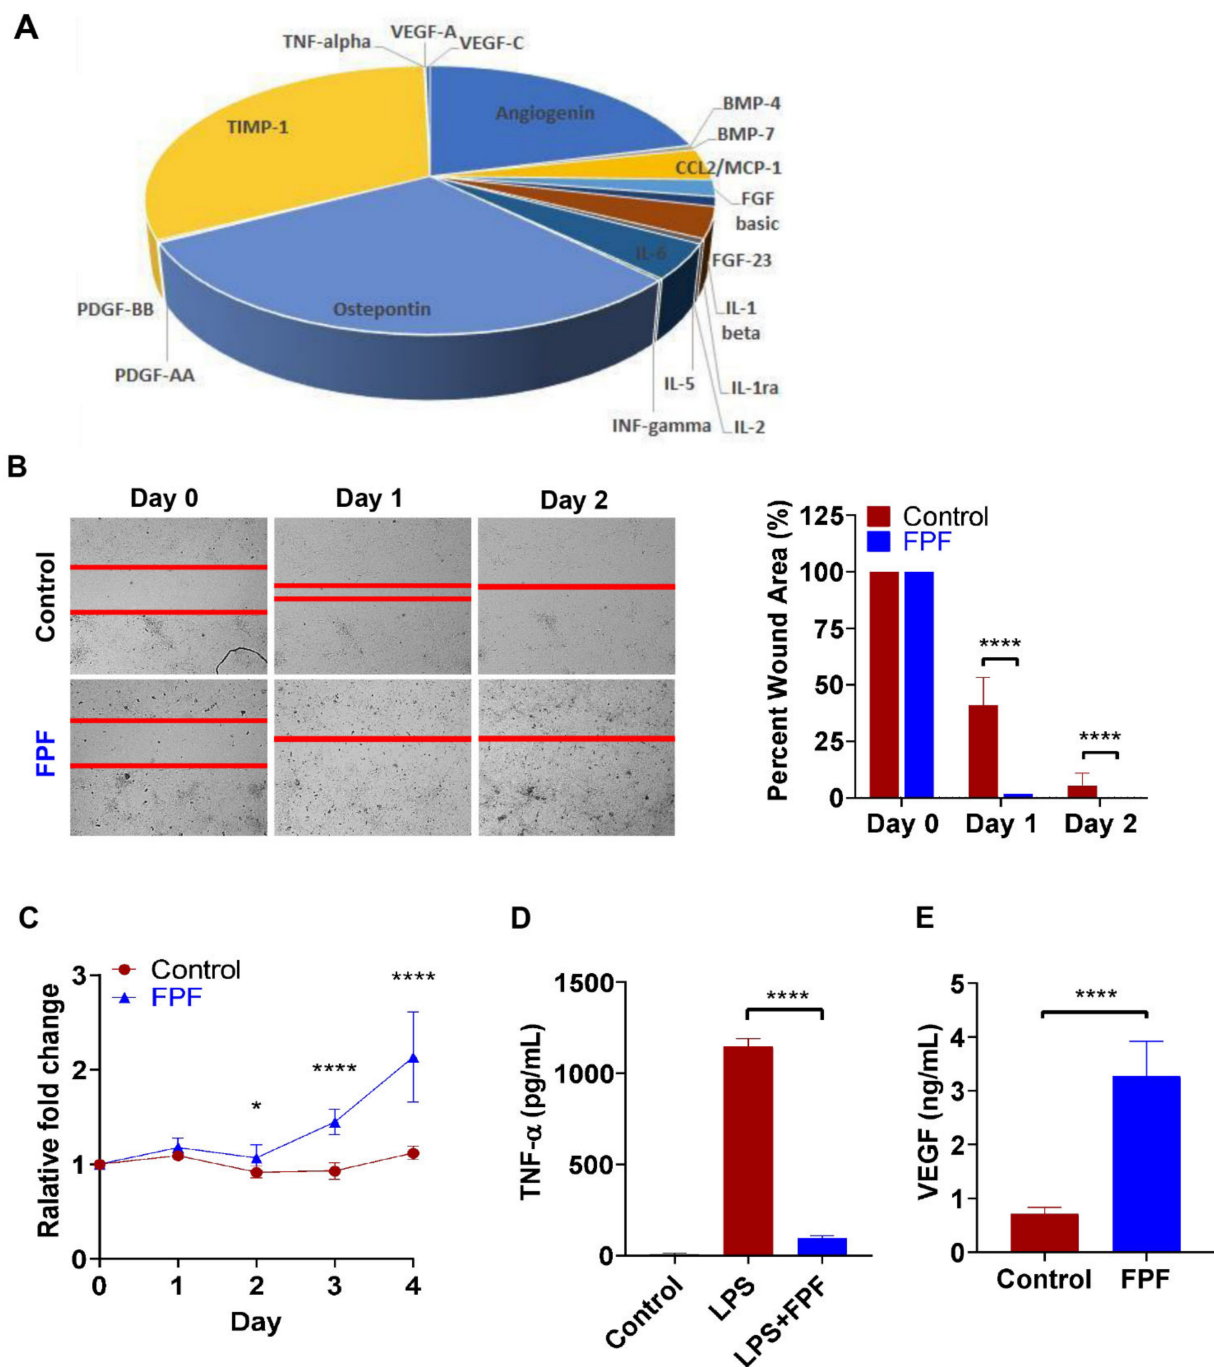 A
VEGF-A
TNF-alpha
VEGF-C
Angiogenin
BMP-4
BMP-7
TIMP-1
CCL2/MCP-1
FGF
basic
IL-6
FGF-23
PDGF-BB
Ostepontin
IL-1
beta
PDGF-AA
IL-5
IL-1ra
INF-gamma
IL-2
B
Day 0
Day 1
Day 2
Control
FPF
Percent Wound Area (%)
125
100
75
50
25
0
Control
FPF
****
****
Day 0
Day 1
Day 2
C
Ralative fold change
3
2
1
0
Control
FPF
*
****
****
0
1
2
3
4
Day
D
TNF-α (pg/mL)
1500
1000
500
0
****
Control
LPS
LPS+FPF
E
VEGF (ng/mL)
5
4
3
2
1
0
****
Control
FPF